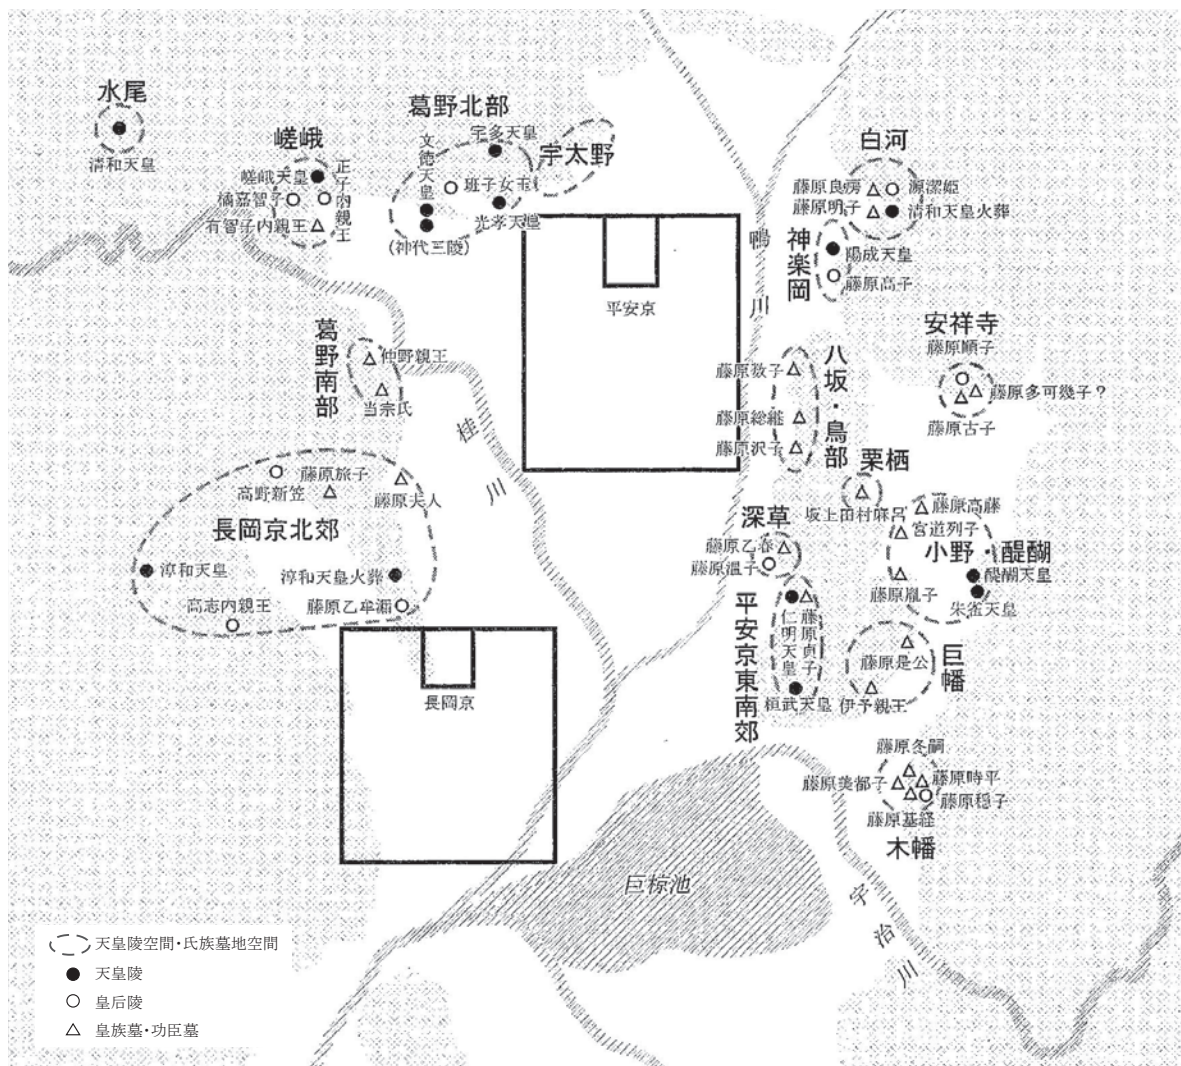 水尾
清和天皇
嵯峨
嵯峨天皇
正子内親王
橘嘉智子
有智子内親王
葛野北部
文徳天皇
宇多天皇
班子女王
光孝天皇
(神代三陵)
宇太野
平安京
鴨川
白河
藤原良房
源潔姫
藤原明子
清和天皇火葬
神楽岡
陽成天皇
藤原高子
安祥寺
藤原順子
藤原多可幾子？
藤原古子
葛野南部
仲野親王
当宗氏
桂川
八坂・鳥部
藤原数子
藤原総継
藤原沢子
栗栖
坂上田村麻呂
長岡京北郊
高野新笠
藤原旅子
藤原夫人
淳和天皇
淳和天皇火葬
高志内親王
藤原乙牟漏
長岡京
深草
藤原乙春
藤原温子
平安京東南郊
仁明天皇
藤原貞子
桓武天皇
小野・醍醐
藤原高藤
宮道列子
藤原胤子
醍醐天皇
朱雀天皇
巨幡
藤原是公
伊予親王
藤原冬嗣
藤原美都子
藤原時平
藤原穏子
藤原基経
木幡
巨椋池
宇治川
天皇陵空間・氏族墓地空間
天皇陵
皇后陵
皇族墓・功臣墓